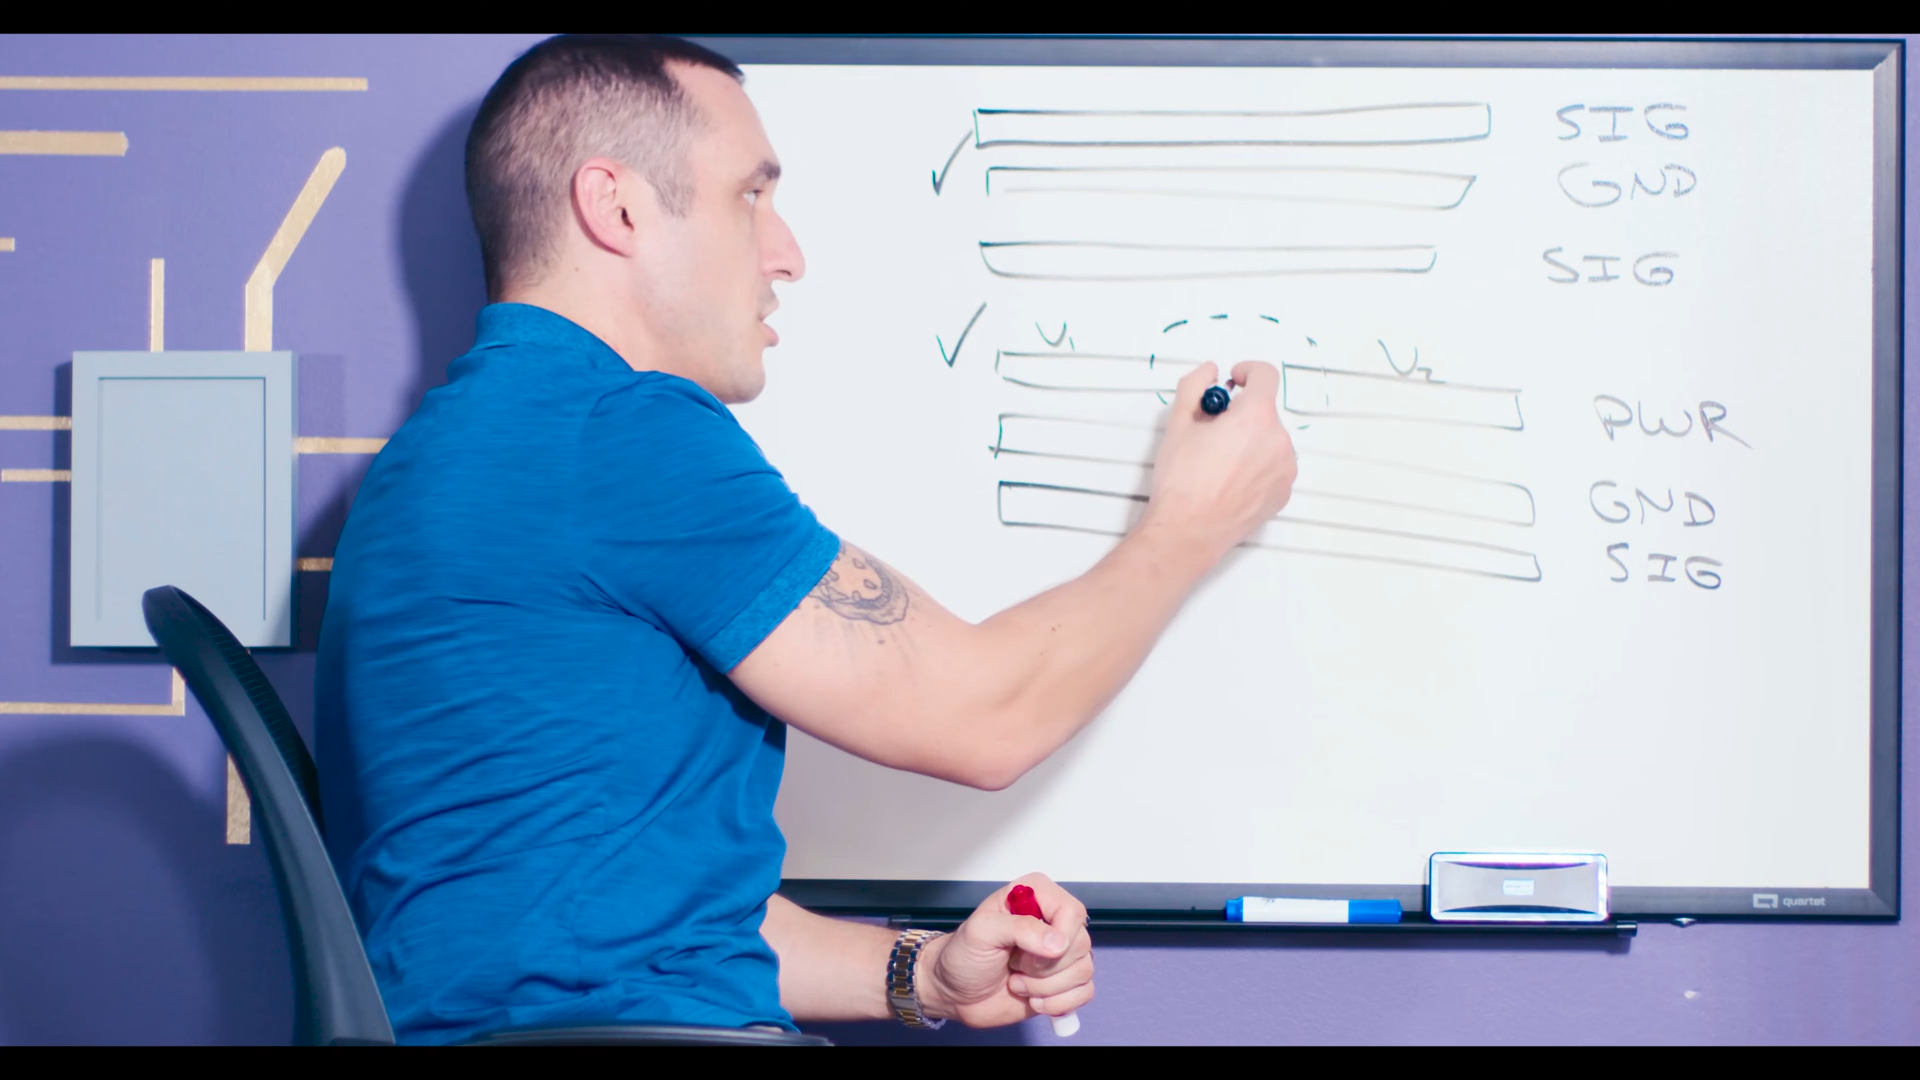 SIG
GND
SIG
V1 V2
PWR
GND
SIG
quartet